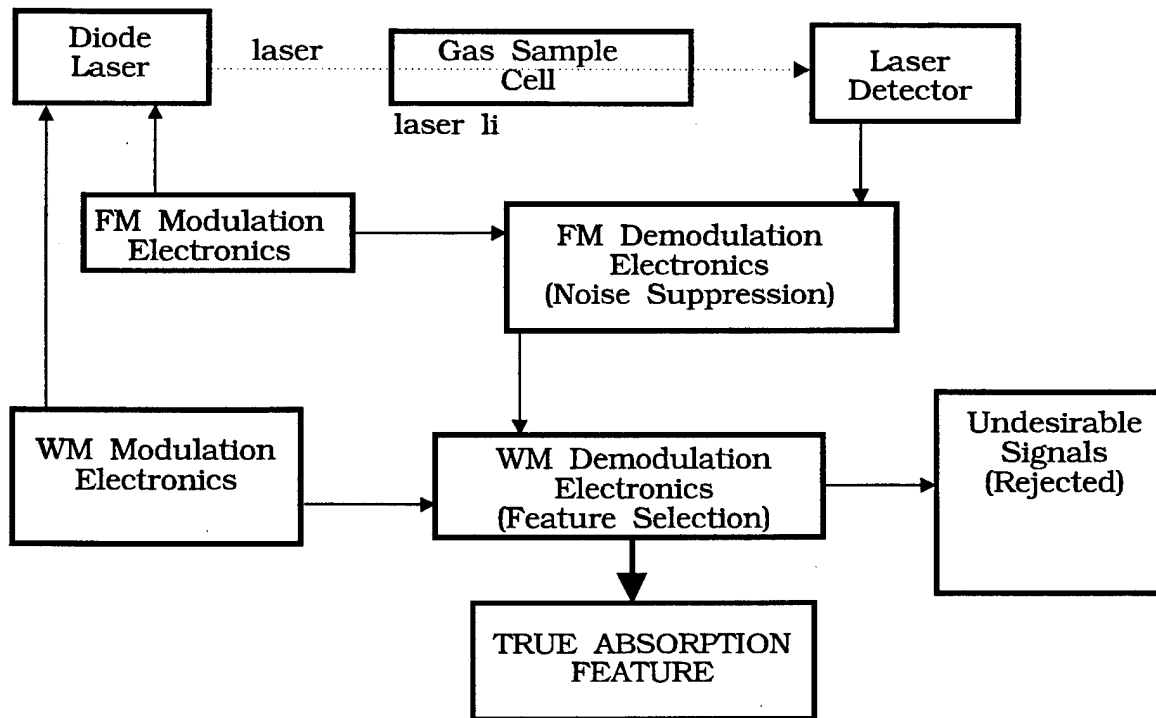 Diode
Laser
laser
Gas Sample
Cell
Laser
Detector
laser li
FM Modulation
Electronics
FM Demodulation
Electronics
(Noise Suppression)
WM Modulation
Electronics
WM Demodulation
Electronics
(Feature Selection)
Undesirable
Signals
(Rejected)
TRUE ABSORPTION
FEATURE